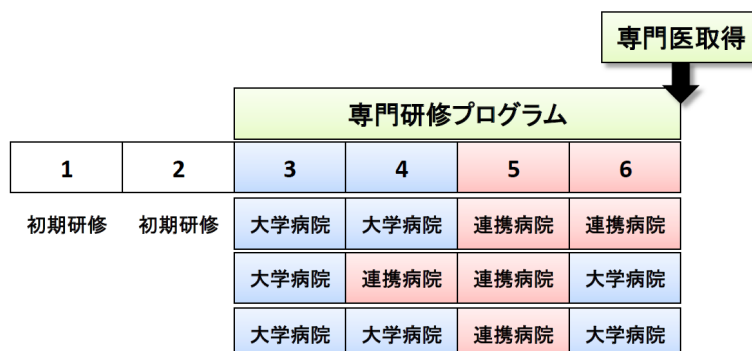 専門医取得
専門研修プログラム
1 2 3 4 5 6
初期研修 初期研修 大学病院 大学病院 連携病院 連携病院
大学病院 連携病院 連携病院 大学病院
大学病院 大学病院 連携病院 大学病院